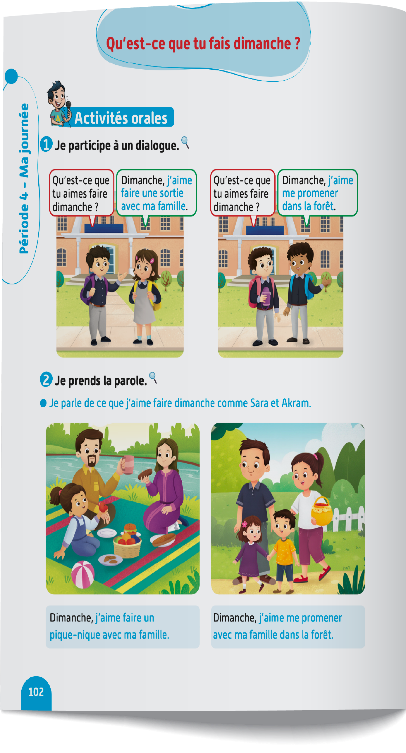 Qu'est-ce que tu fais dimanche ?
Période 4 – Ma journée
Activités orales
1 Je participe à un dialogue.
Qu'est-ce que
tu aimes faire
dimanche ?
Dimanche, j'aime
faire une sortie
avec ma famille.
Qu'est-ce que
tu aimes faire
dimanche ?
Dimanche, j'aime
me promener
dans la forêt.
2 Je prends la parole.
● Je parle de ce que j'aime faire dimanche comme Sara et Akram.
Dimanche, j'aime faire un
pique-nique avec ma famille.
Dimanche, j'aime me promener
avec ma famille dans la forêt.
102